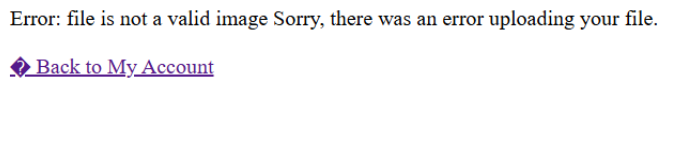 Error: file is not a valid image Sorry, there was an error uploading your file.
� Back to My Account